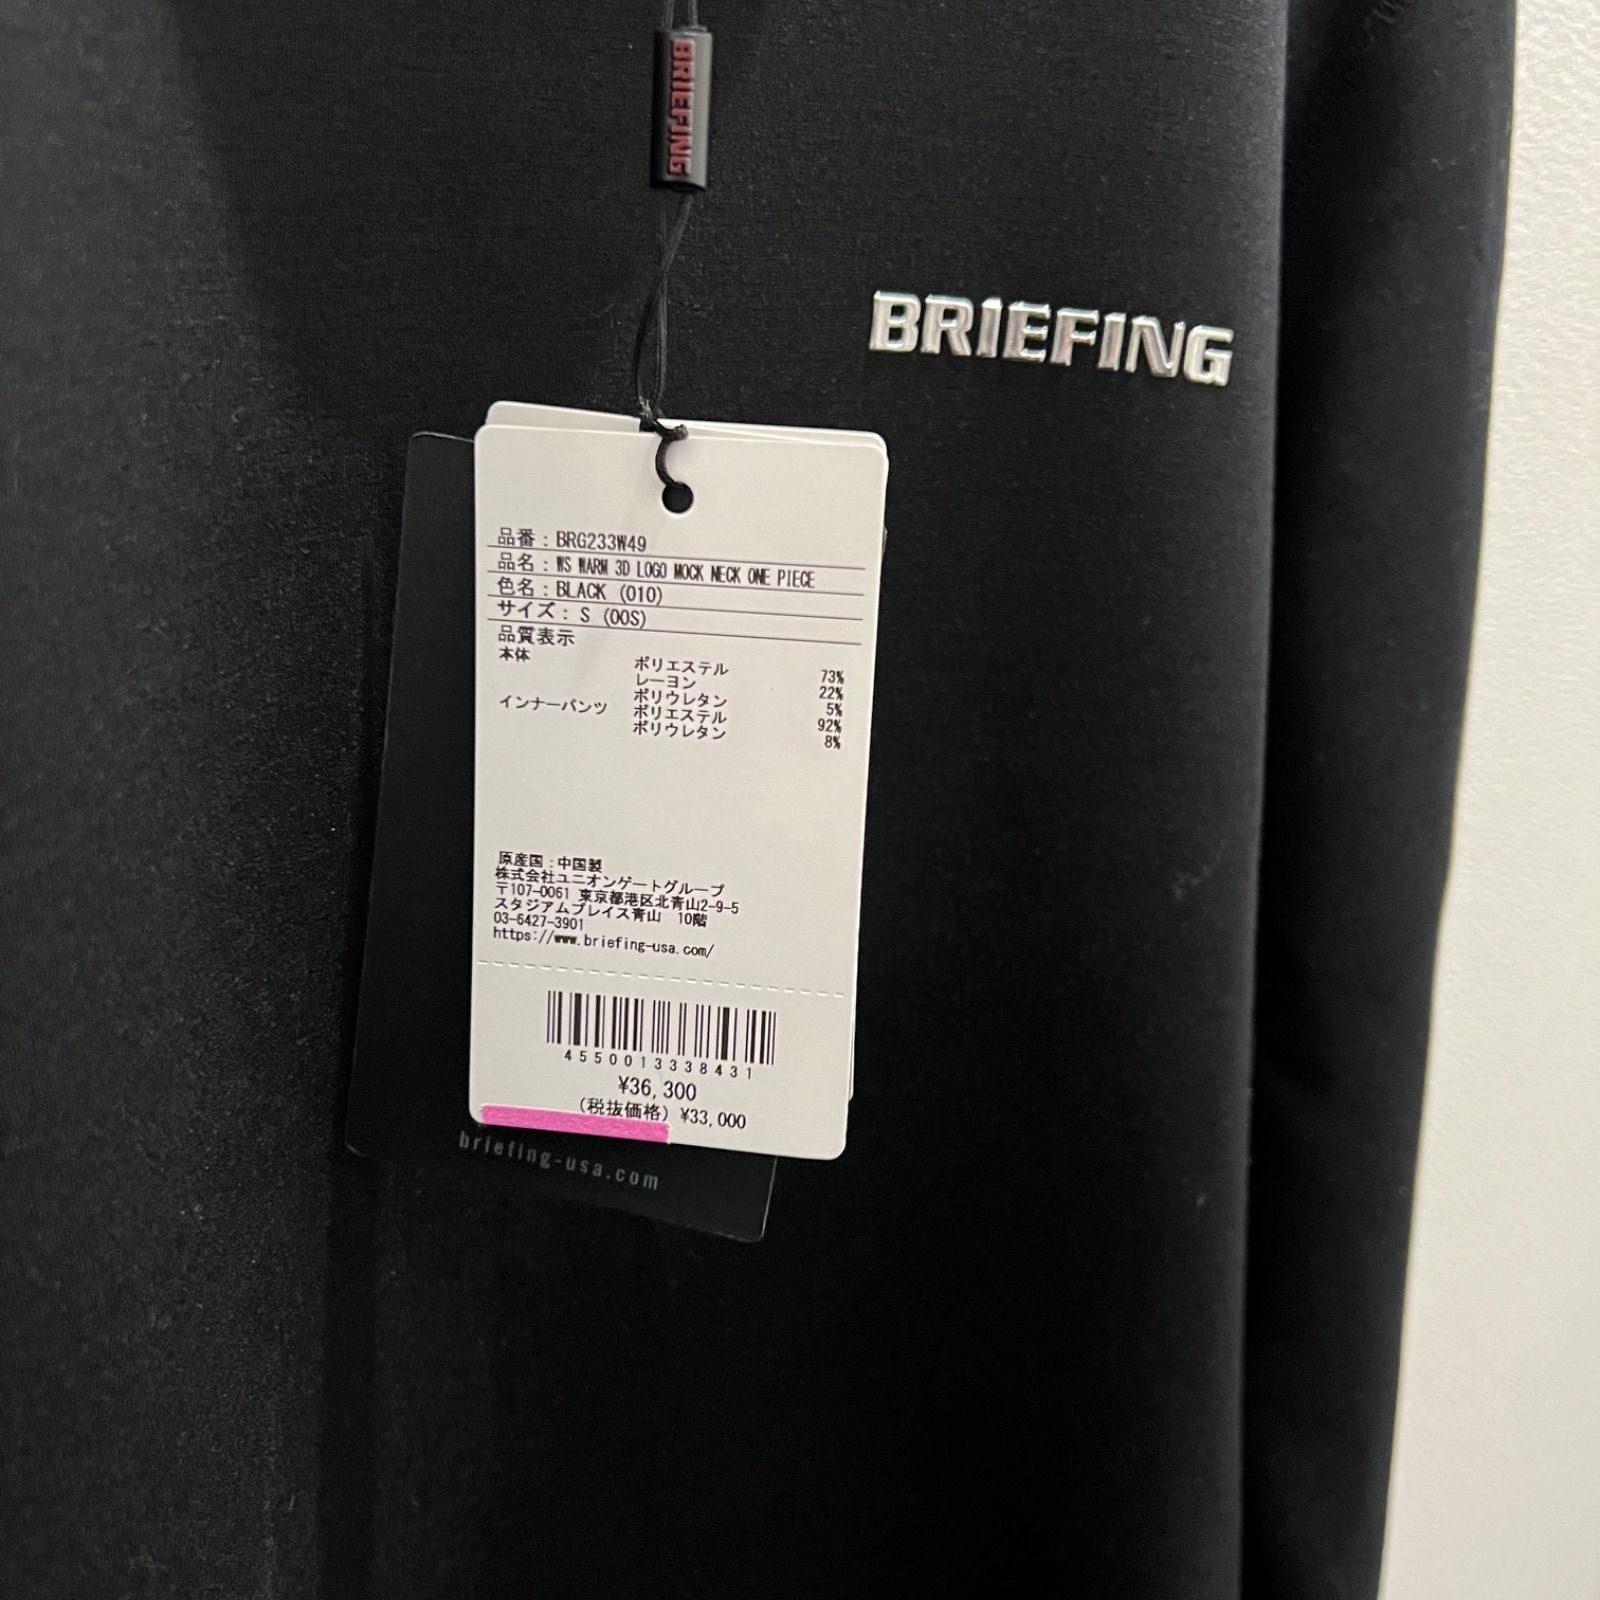 BRIEFING
BRIEFING
品番:BRG233W49
品名:WS WARM 3D LOGO MOCK NECK ONE PIECE
色名:BLACK (010)
サイズ:S (00S)
品質表示
本体 ポリエステル 73%
レーヨン 22%
ポリウレタン 5%
インナーパンツ ポリエステル 92%
ポリウレタン 8%
原産国:中国製
株式会社ユニオンゲートグループ
〒107-0061 東京都港区北青山2-9-5
スタジアムプレイス青山 10階
03-6427-3901
https://www.briefing-usa.com/
4550013338431
¥36,300
(税抜価格) ¥33,000
briefing-usa.com